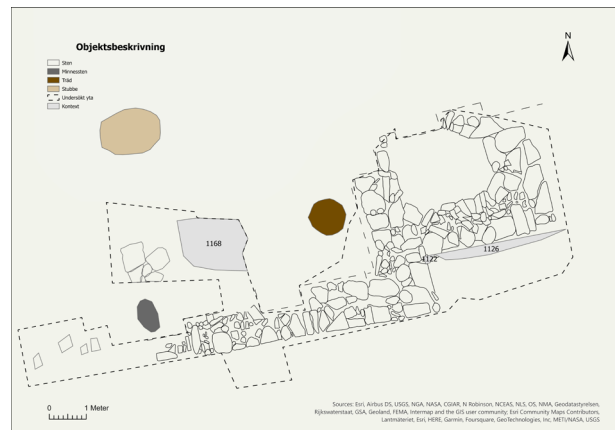 Objektsbeskrivning
N
Sten
Minnessten
Träd
Stubbe
Undersökt yta
Kontext
1168
1122
1126
0 1 Meter
Sources: Esri, Airbus DS, USGS, NGA, NASA, CGIAR, N Robinson, NCEAS, NLS, OS, NMA, Geodatastyrelsen,
Rijkswaterstaat, GSA, Geoland, FEMA, Intermap and the GIS user community, Esri Community Maps Contributors,
Lantmäteriet, Esri, HERE, Garmin, Foursquare, GeoTechnologies, Inc, METI/NASA, USGS